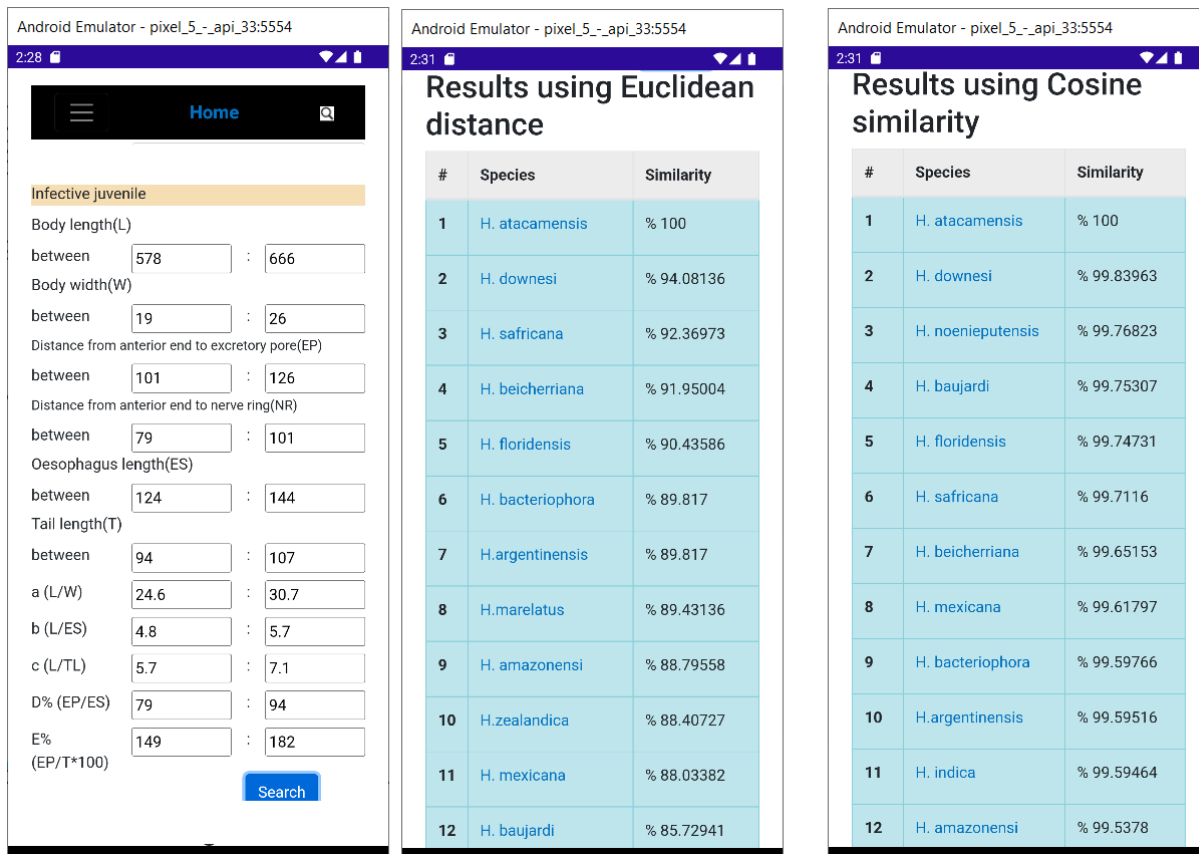 Android Emulator - pixel_5_-_api_33:5554
2:28
Home
Infective juvenile
Body length(L)
between 578 : 666
Body width(W)
between 19 : 26
Distance from anterior end to excretory pore(EP)
between 101 : 126
Distance from anterior end to nerve ring(NR)
between 79 : 101
Oesophagus length(ES)
between 124 : 144
Tail length(T)
between 94 : 107
a (L/W) 24.6 : 30.7
b (L/ES) 4.8 : 5.7
c (L/TL) 5.7 : 7.1
D% (EP/ES) 79 : 94
E% 149 : 182
(EP/T*100)
Search
Android Emulator - pixel_5_-_api_33:5554
2:31
Results using Euclidean
distance
# Species Similarity
1 H. atacamensis % 100
2 H. downesi % 94.08136
3 H. safricana % 92.36973
4 H. beicherriana % 91.95004
5 H. floridensis % 90.43586
6 H. bacteriophora % 89.817
7 H.argentinensis % 89.817
8 H.marelatus % 89.43136
9 H. amazonensi % 88.79558
10 H.zealandica % 88.40727
11 H. mexicana % 88.03382
12 H. baujardi % 85.72941
Android Emulator - pixel_5_-_api_33:5554
2:31
Results using Cosine
similarity
# Species Similarity
1 H. atacamensis % 100
2 H. downesi % 99.83963
3 H. noenieputensis % 99.76823
4 H. baujardi % 99.75307
5 H. floridensis % 99.74731
6 H. safricana % 99.7116
7 H. beicherriana % 99.65153
8 H. mexicana % 99.61797
9 H. bacteriophora % 99.59766
10 H.argentinensis % 99.59516
11 H. indica % 99.59464
12 H. amazonensi % 99.5378